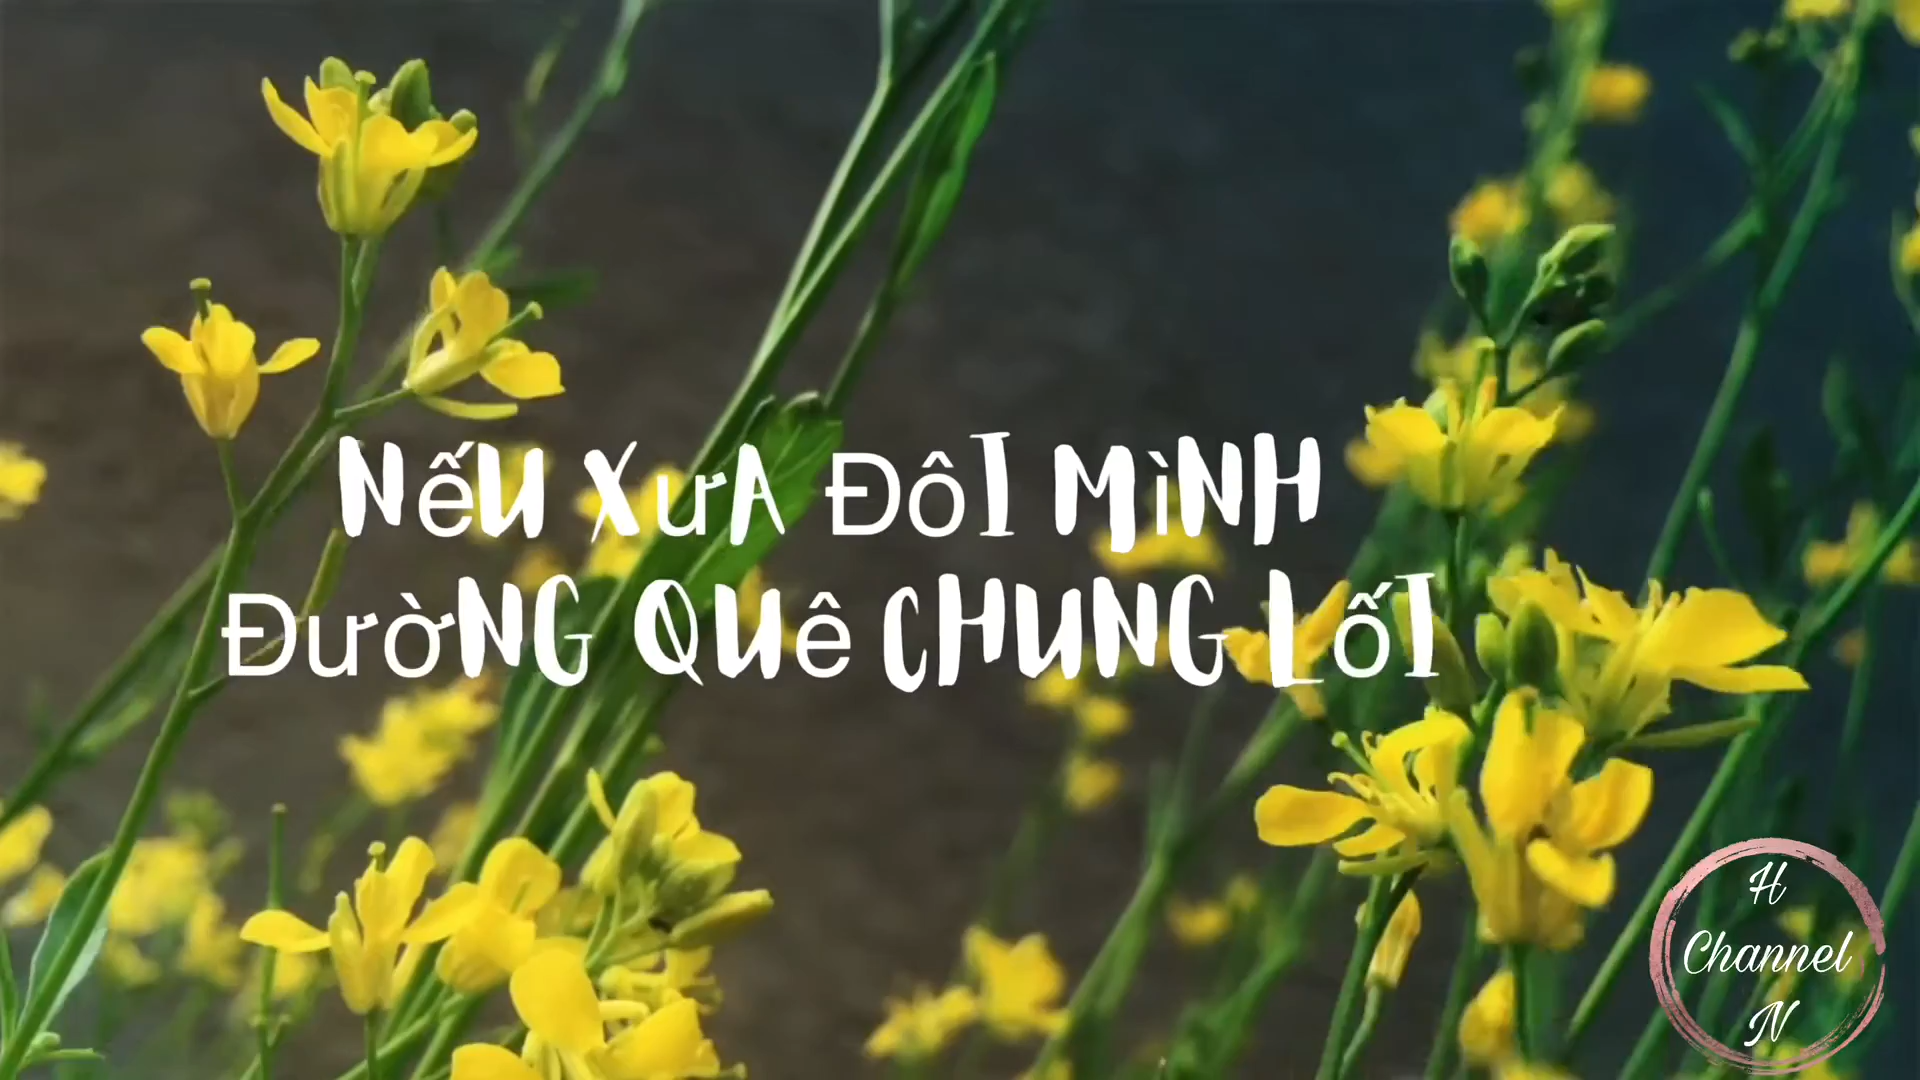 NếU XưA ĐôI MìNH
ĐườNG QUê CHUNG LốI
H
Channel
N